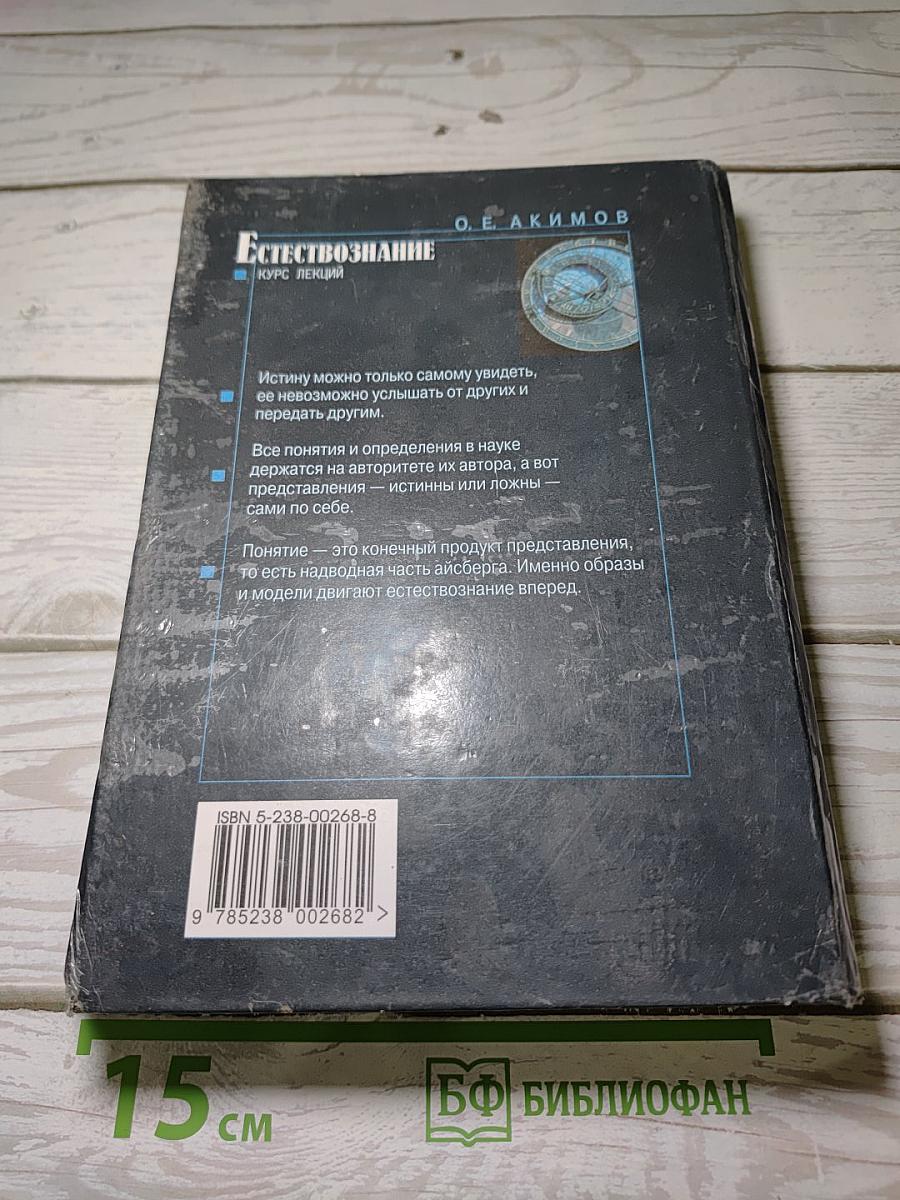 О. Е. АКИМОВ
ЕСТЕСТВОЗНАНИЕ
КУРС ЛЕКЦИЙ
Истину можно только самому увидеть,
ее невозможно услышать от других и
передать другим.
Все понятия и определения в науке
держатся на авторитете их автора, а вот
представления — истинны или ложны —
сами по себе.
Понятие — это конечный продукт представления,
то есть надводная часть айсберга. Именно образы
и модели двигают естествознание вперед.
ISBN 5-238-00268-8
9 785238 002682 >
15 см
БФ БИБЛИОФАН